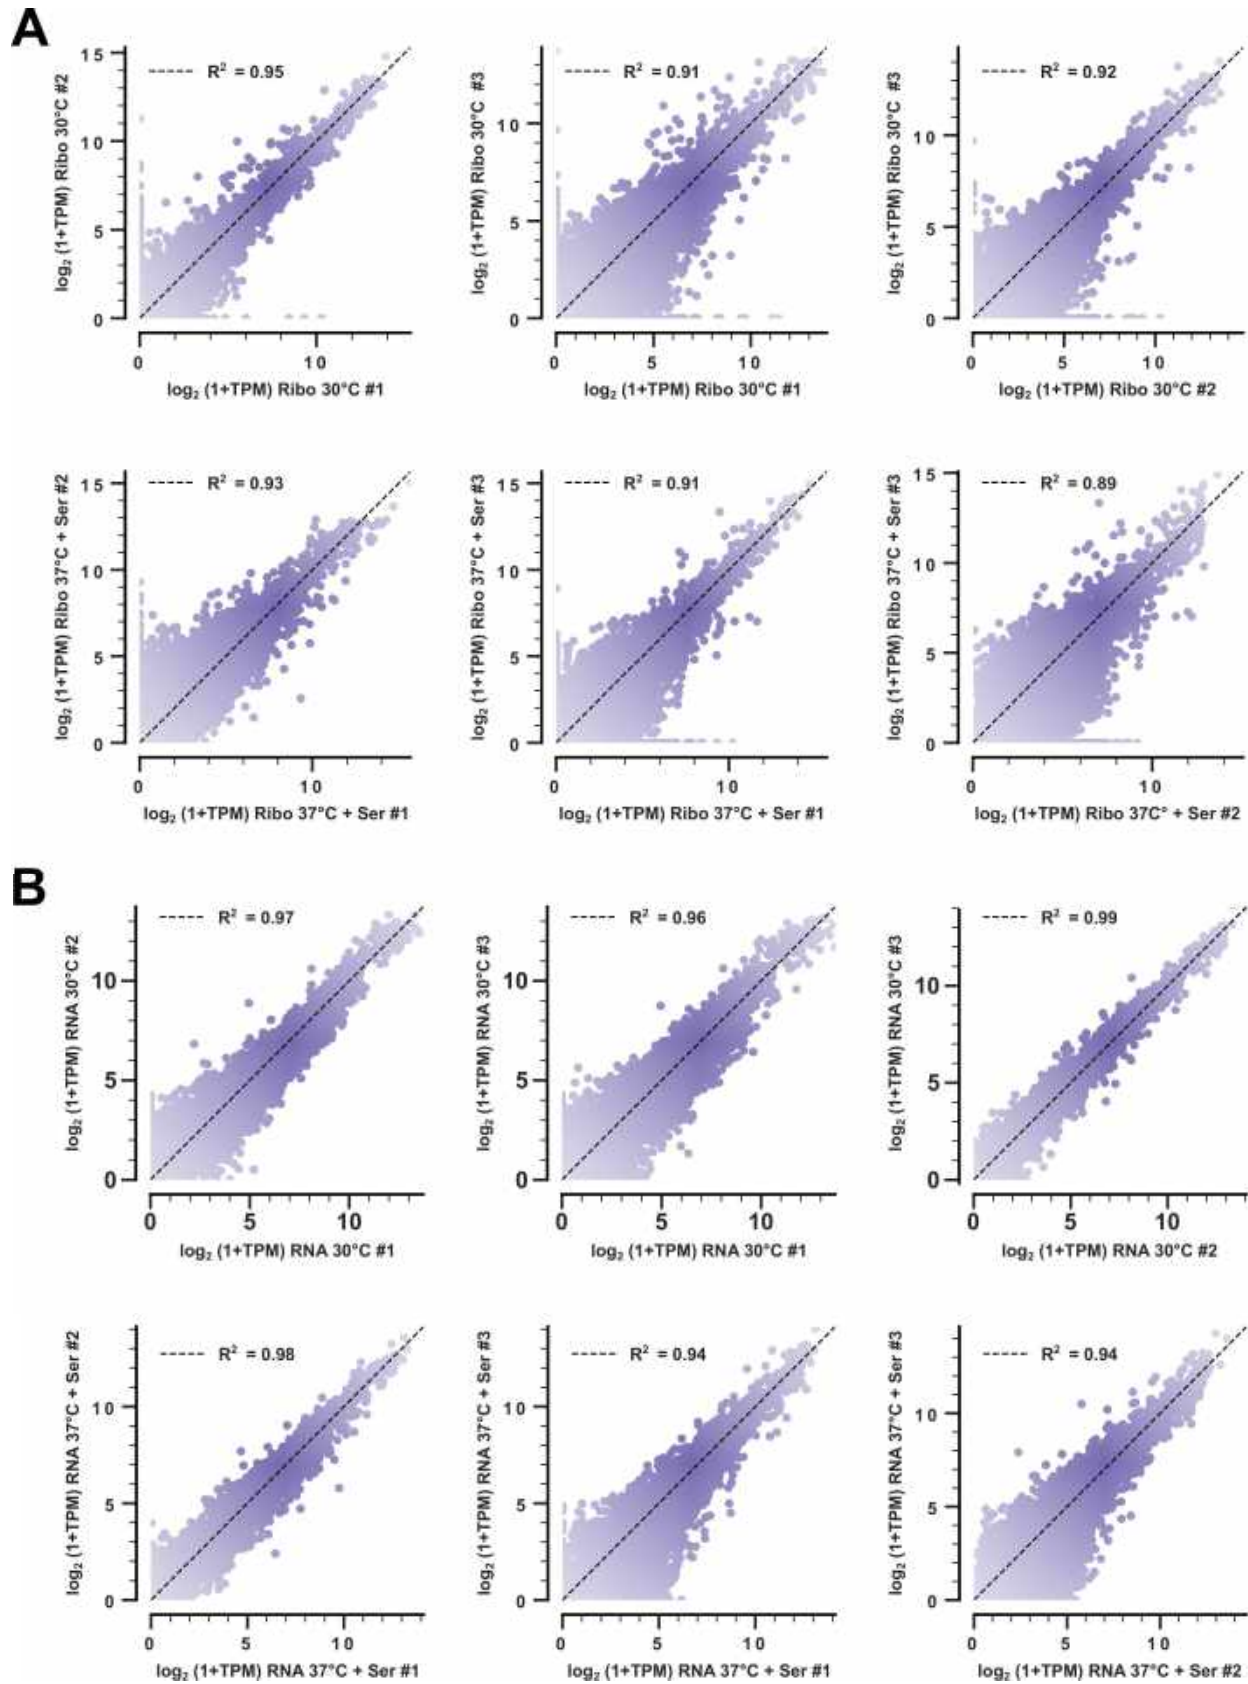 A
R² = 0.95
15
10
5
0
log₂ (1+TPM) Ribo 30°C #2
0 10
log₂ (1+TPM) Ribo 30°C #1
R² = 0.91
10
5
0
log₂ (1+TPM) Ribo 30°C #3
0 5 10
log₂ (1+TPM) Ribo 30°C #1
R² = 0.92
10
5
0
log₂ (1+TPM) Ribo 30°C #3
0 5 10
log₂ (1+TPM) Ribo 30°C #2
R² = 0.93
15
10
5
0
log₂ (1+TPM) Ribo 37°C + Ser #2
0 10
log₂ (1+TPM) Ribo 37°C + Ser #1
R² = 0.91
15
10
5
0
log₂ (1+TPM) Ribo 37°C + Ser #3
0 10
log₂ (1+TPM) Ribo 37°C + Ser #1
R² = 0.89
15
10
5
0
log₂ (1+TPM) Ribo 37°C + Ser #3
0 10
log₂ (1+TPM) Ribo 37C° + Ser #2
B
R² = 0.97
10
5
0
log₂ (1+TPM) RNA 30°C #2
0 5 10
log₂ (1+TPM) RNA 30°C #1
R² = 0.96
10
5
0
log₂ (1+TPM) RNA 30°C #3
0 5 10
log₂ (1+TPM) RNA 30°C #1
R² = 0.99
10
5
0
log₂ (1+TPM) RNA 30°C #3
0 5 10
log₂ (1+TPM) RNA 30°C #2
R² = 0.98
10
5
0
log₂ (1+TPM) RNA 37°C + Ser #2
0 5 10
log₂ (1+TPM) RNA 37°C + Ser #1
R² = 0.94
10
5
0
log₂ (1+TPM) RNA 37°C + Ser #3
0 5 10
log₂ (1+TPM) RNA 37°C + Ser #1
R² = 0.94
10
5
0
log₂ (1+TPM) RNA 37°C + Ser #3
0 5 10
log₂ (1+TPM) RNA 37°C + Ser #2